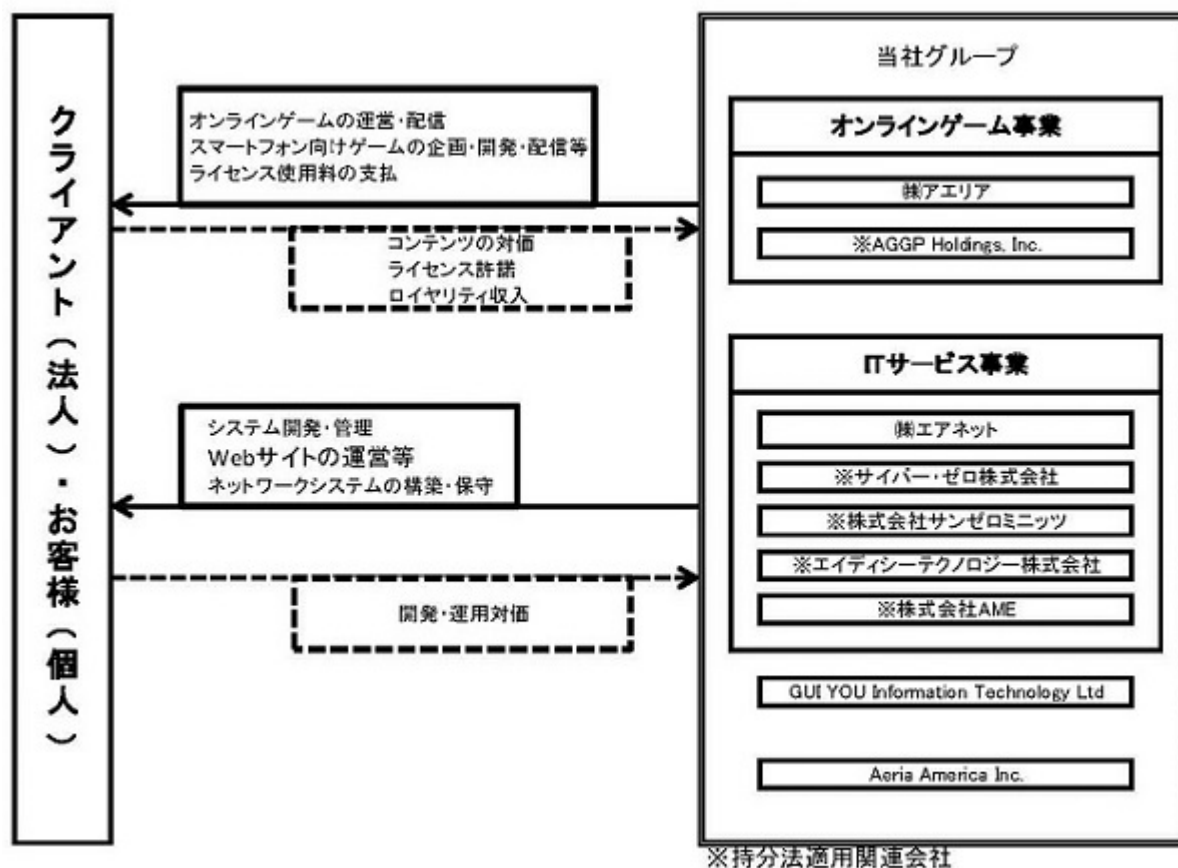 クライアント（法人）・お客様（個人）
オンラインゲームの運営・配信
スマートフォン向けゲームの企画・開発・配信等
ライセンス使用料の支払
コンテンツの対価
ライセンス許諾
ロイヤリティ収入
システム開発・管理
Webサイトの運営等
ネットワークシステムの構築・保守
開発・運用対価
当社グループ
オンラインゲーム事業
㈱アエリア
※AGGP Holdings, Inc.
ITサービス事業
㈱エアネット
※サイバー・ゼロ株式会社
※株式会社サンゼロミニッツ
※エイディシーテクノロジー株式会社
※株式会社AME
GUI YOU Information Technology Ltd
Aeria America Inc.
※持分法適用関連会社